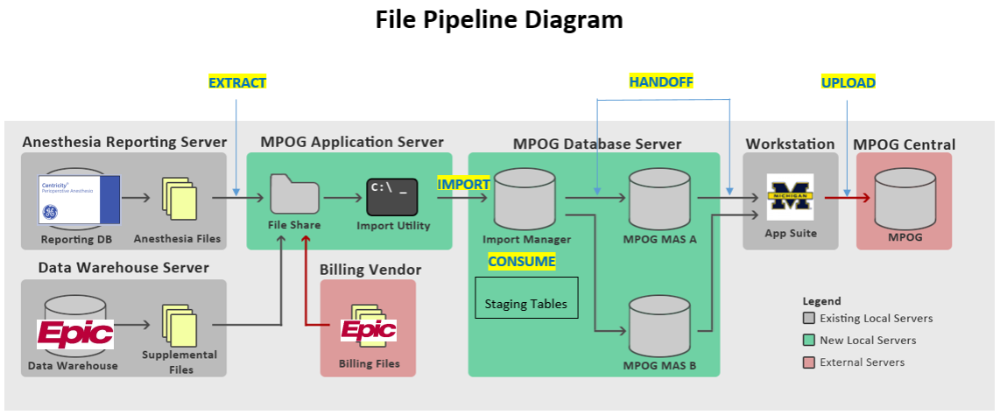 File Pipeline Diagram
EXTRACT
HANDOFF
UPLOAD
Anesthesia Reporting Server
MPOG Application Server
MPOG Database Server
Workstation
MPOG Central
Centricity
Perioperative Anesthesia
GE
Reporting DB
Anesthesia Files
File Share
C:\ _
Import Utility
IMPORT
Import Manager
MPOG MAS A
M
MICHIGAN
App Suite
MPOG
CONSUME
Staging Tables
Data Warehouse Server
Billing Vendor
Epic
Data Warehouse
Supplemental
Files
Epic
Billing Files
MPOG MAS B
Legend
Existing Local Servers
New Local Servers
External Servers